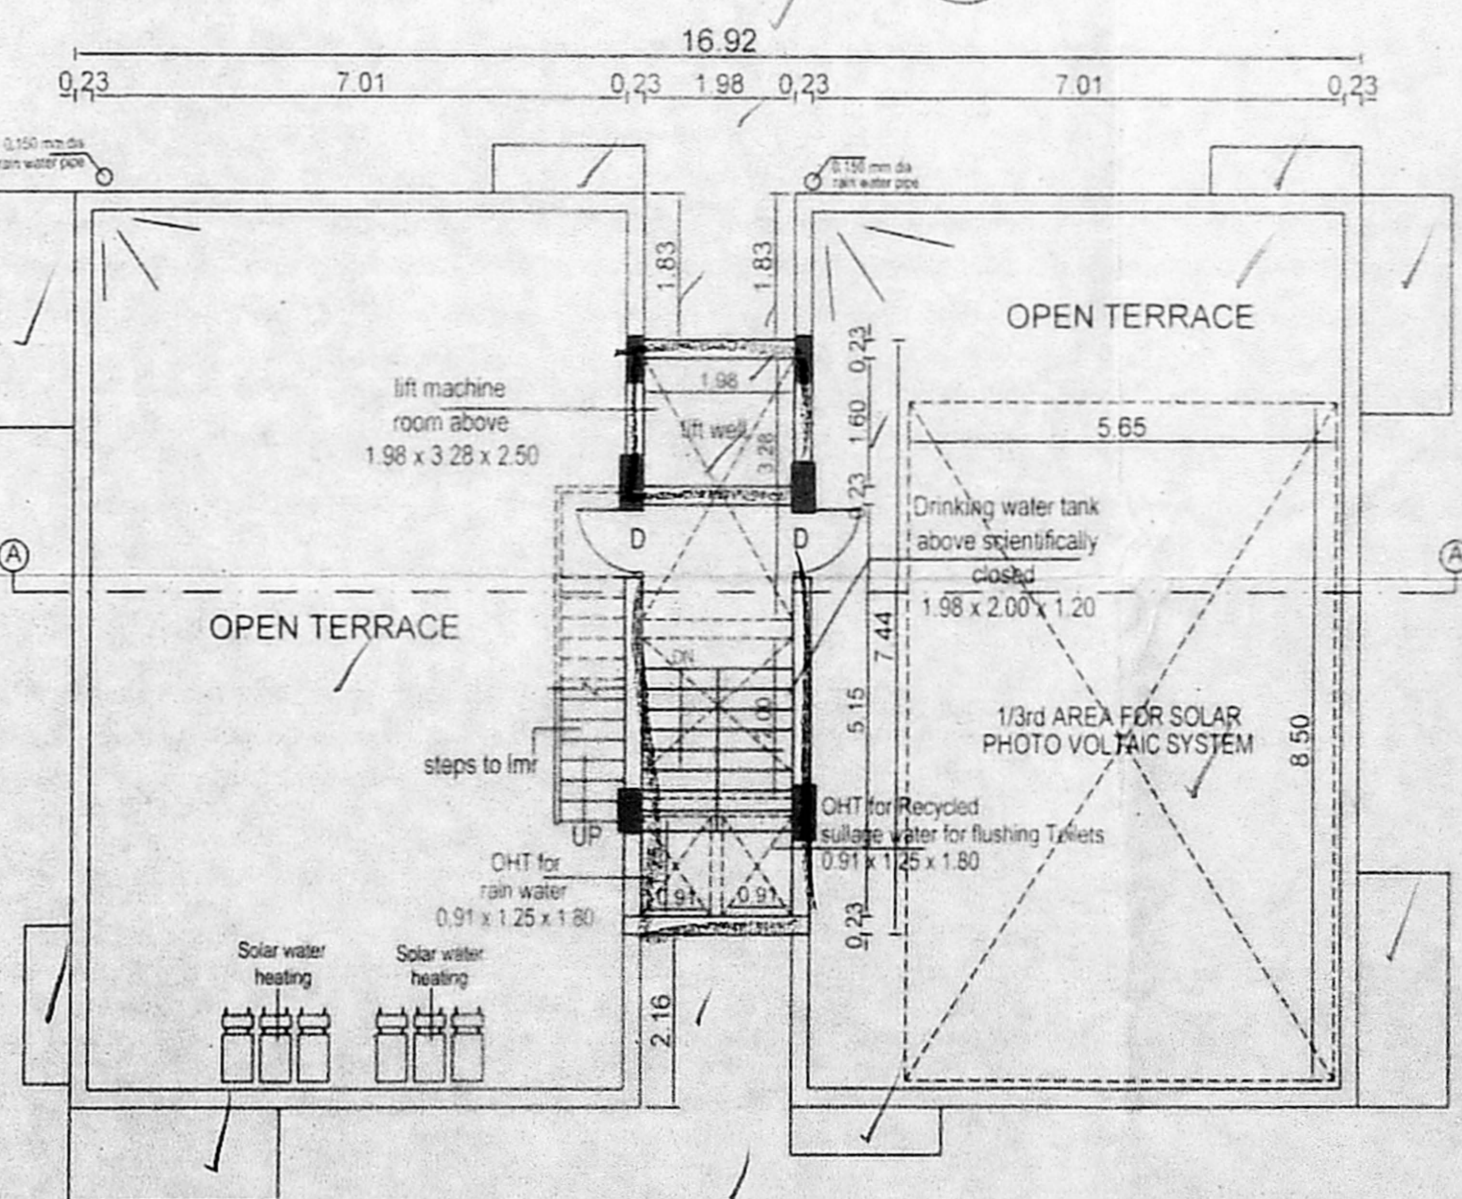 16.92
0,23 7.01 0,23 1.98 0,23 7.01 0,23
0,150 mm dia
rain water pipe
0,150 mm dia
rain water pipe
1.83
1.83
OPEN TERRACE
0,23
lift machine
room above
1.98 x 3.28 x 2.50
1.98
lift well
3.28
1.60
5.65
0,23
Drinking water tank
above scientifically
closed
1.98 x 2.00 x 1.20
A
D
D
A
OPEN TERRACE
7.44
DN
2.00
5.15
1/3rd AREA FOR SOLAR
PHOTO VOLTAIC SYSTEM
8.50
steps to lmr
UP
OHT for Recycled
sullage water for flushing Toilets
0.91 x 1.25 x 1.80
OHT for
rain water
0.91 x 1.25 x 1.80
0.91
0.91
0,23
Solar water
heating
Solar water
heating
2.16